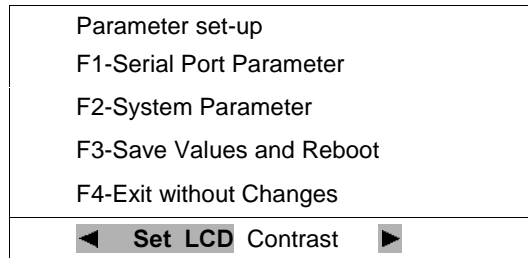 Parameter set-up
F1-Serial Port Parameter
F2-System Parameter
F3-Save Values and Reboot
F4-Exit without Changes
◄ Set LCD Contrast ►